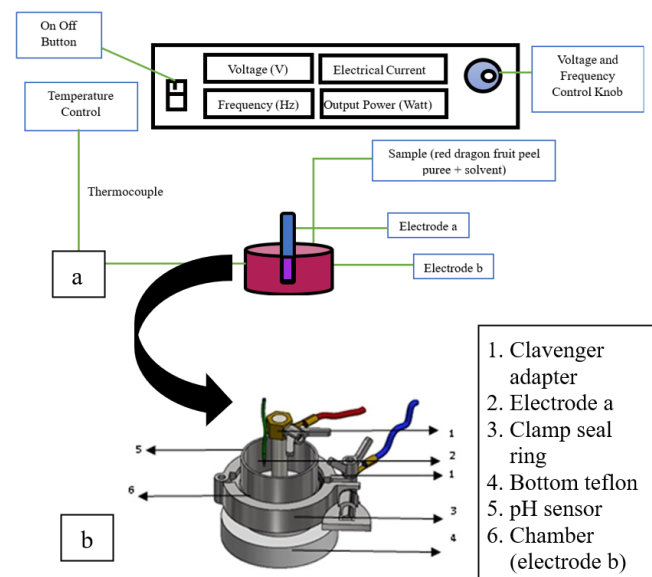 On Off
Button
Voltage (V)
Electrical Current
Frequency (Hz)
Output Power (Watt)
Voltage and
Frequency
Control Knob
Temperature
Control
Sample (red dragon fruit peel
puree + solvent)
Thermocouple
Electrode a
Electrode b
a
1
2
1
3
4
5
6
b
1. Clavenger
adapter
2. Electrode a
3. Clamp seal
ring
4. Bottom teflon
5. pH sensor
6. Chamber
(electrode b)